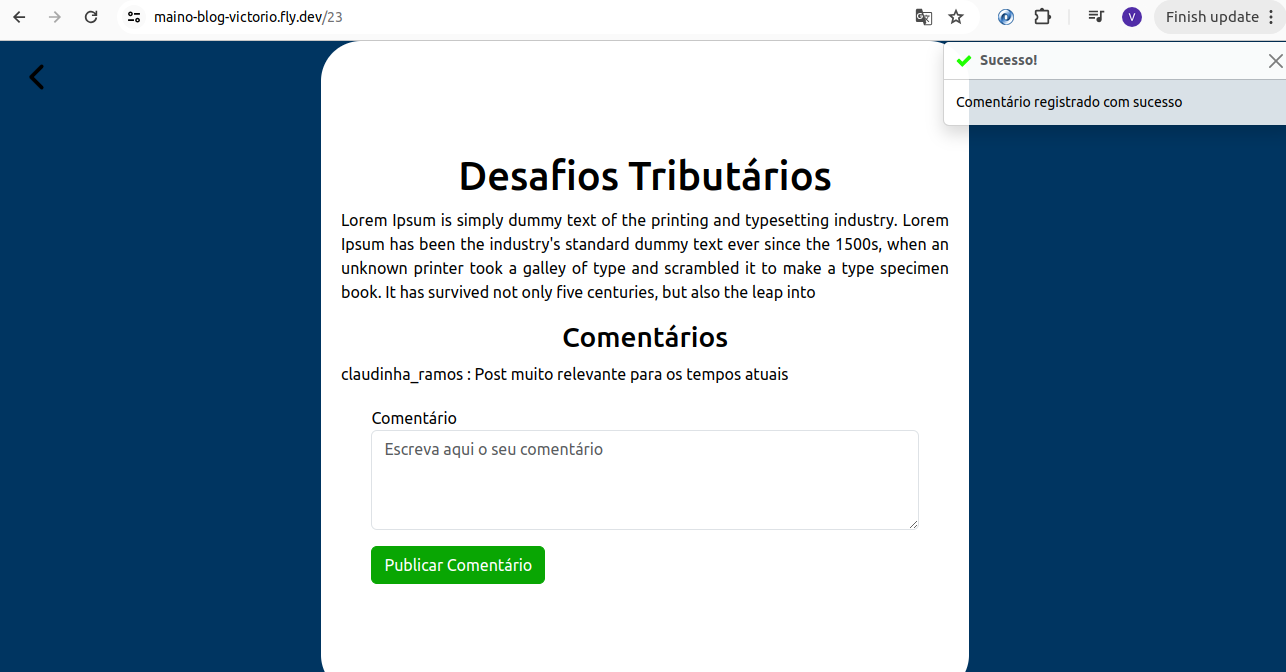 maino-blog-victorio.fly.dev/23
V
Finish update
Sucesso!
Comentário registrado com sucesso
Desafios Tributários
Lorem Ipsum is simply dummy text of the printing and typesetting industry. Lorem
Ipsum has been the industry's standard dummy text ever since the 1500s, when an
unknown printer took a galley of type and scrambled it to make a type specimen
book. It has survived not only five centuries, but also the leap into
Comentários
claudinha_ramos : Post muito relevante para os tempos atuais
Comentário
Escreva aqui o seu comentário
Publicar Comentário